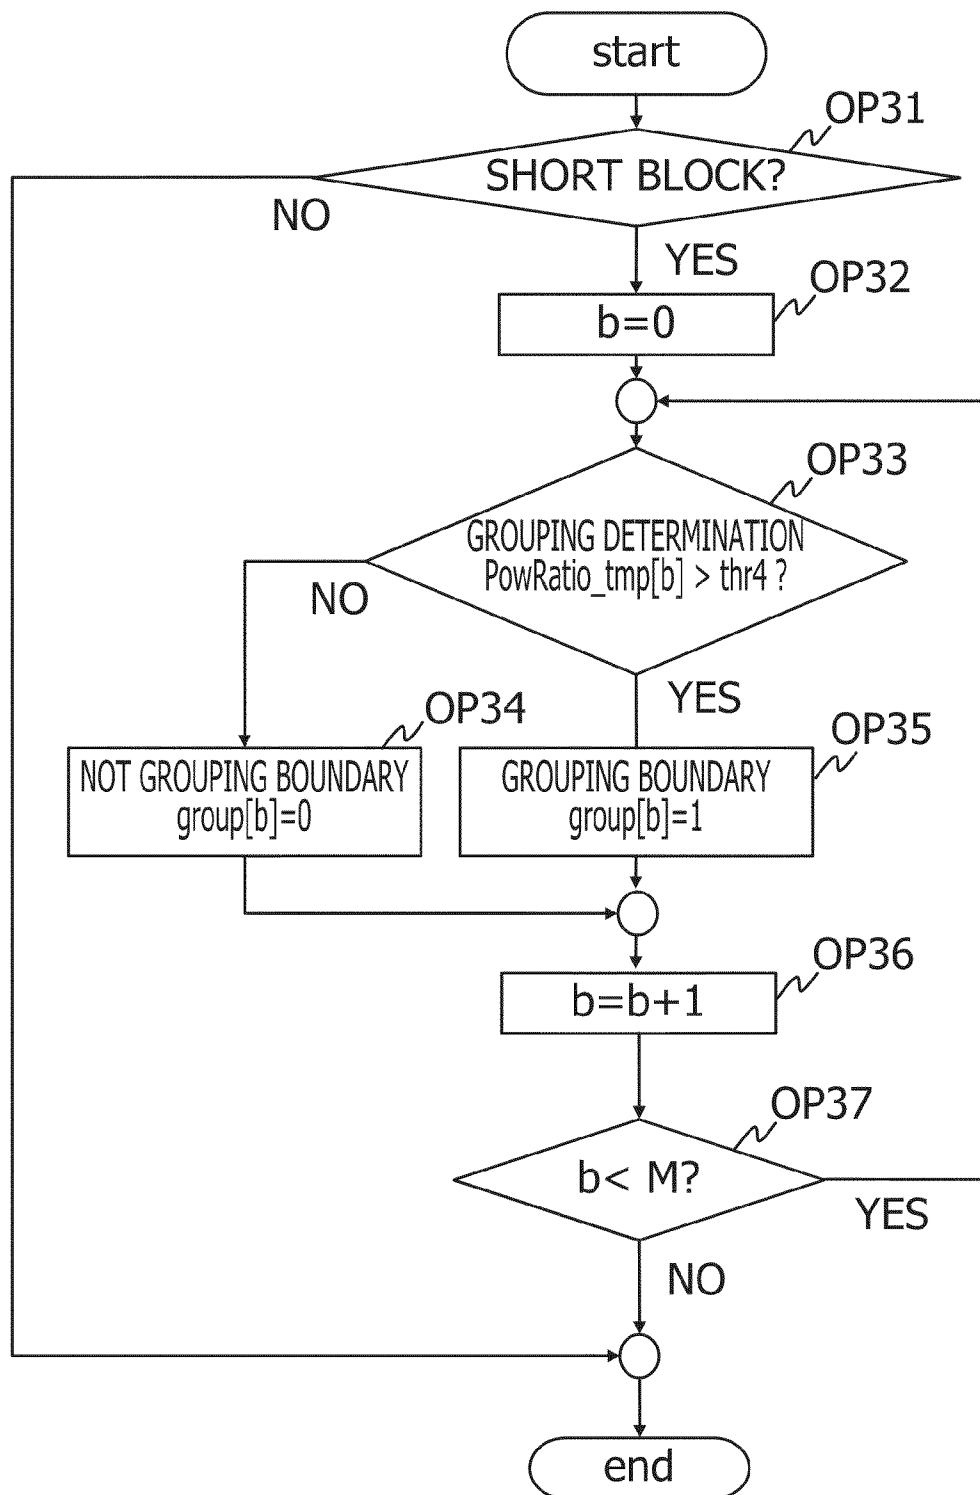 start
OP31
SHORT BLOCK?
NO
YES
OP32
b=0
OP33
GROUPING DETERMINATION
PowRatio_tmp[b] > thr4 ?
NO
YES
OP34
OP35
NOT GROUPING BOUNDARY
group[b]=0
GROUPING BOUNDARY
group[b]=1
OP36
b=b+1
OP37
b< M?
YES
NO
end